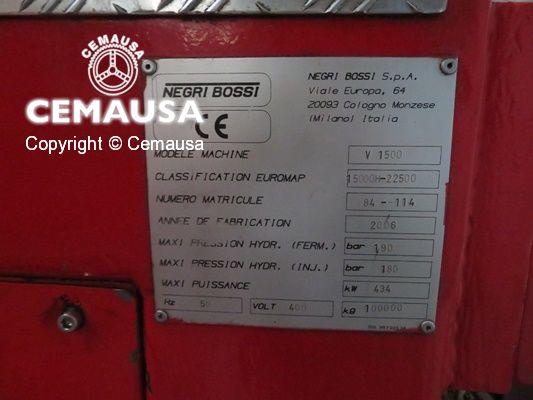 CEMAUSA
CEMAUSA
Copyright © Cemausa
NEGRI BOSSI
NEGRI BOSSI S.p.A.
Viale Europa, 64
20093 Cologno Monzese
(Milano) Italia
CE
MODELE MACHINE V 1500
CLASSIFICATION EUROMAP 15000H-22500
NUMERO MATRICULE 84--114
ANNEE DE FABRICATION 2006
MAXI PRESSION HYDR. (FERM.) bar 190
MAXI PRESSION HYDR. (INJ.) bar 180
MAXI PUISSANCE kW 434
Hz 50 VOLT 400 kg 100000